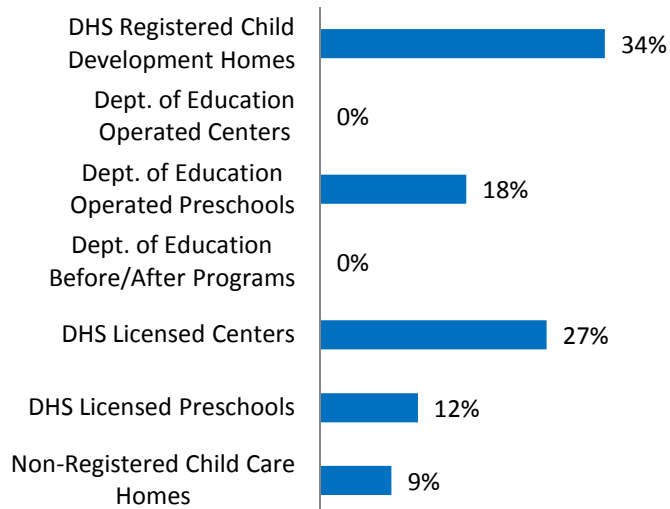 DHS Registered Child
Development Homes
34%
Dept. of Education
Operated Centers
0%
Dept. of Education
Operated Preschools
18%
Dept. of Education
Before/After Programs
0%
DHS Licensed Centers
27%
DHS Licensed Preschools
12%
Non-Registered Child Care
Homes
9%